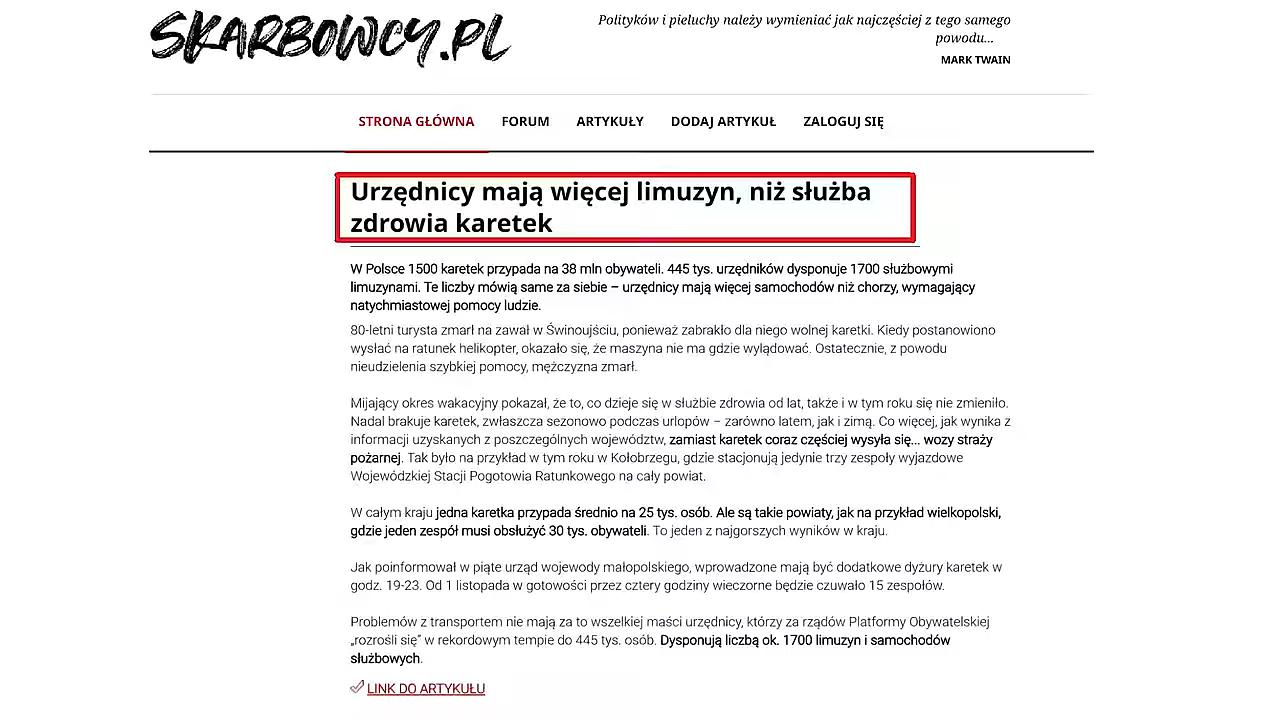 SKARBOWCY.PL
Polityków i pieluchy należy wymieniać jak najczęściej z tego samego
powodu...
MARK TWAIN
STRONA GŁÓWNA FORUM ARTYKUŁY DODAJ ARTYKUŁ ZALOGUJ SIĘ
Urzędnicy mają więcej limuzyn, niż służba
zdrowia karetek
W Polsce 1500 karetek przypada na 38 mln obywateli. 445 tys. urzędników dysponuje 1700 służbowymi
limuzynami. Te liczby mówią same za siebie – urzędnicy mają więcej samochodów niż chorzy, wymagający
natychmiastowej pomocy ludzie.
80-letni turysta zmarł na zawał w Świnoujściu, ponieważ zabrakło dla niego wolnej karetki. Kiedy postanowiono
wysłać na ratunek helikopter, okazało się, że maszyna nie ma gdzie wylądować. Ostatecznie, z powodu
nieudzielenia szybkiej pomocy, mężczyzna zmarł.
Mijający okres wakacyjny pokazał, że to, co dzieje się w służbie zdrowia od lat, także i w tym roku się nie zmieniło.
Nadal brakuje karetek, zwłaszcza sezonowo podczas urlopów – zarówno latem, jak i zimą. Co więcej, jak wynika z
informacji uzyskanych z poszczególnych województw, zamiast karetek coraz częściej wysyła się... wozy straży
pożarnej. Tak było na przykład w tym roku w Kołobrzegu, gdzie stacjonują jedynie trzy zespoły wyjazdowe
Wojewódzkiej Stacji Pogotowia Ratunkowego na cały powiat.
W całym kraju jedna karetka przypada średnio na 25 tys. osób. Ale są takie powiaty, jak na przykład wielkopolski,
gdzie jeden zespół musi obsłużyć 30 tys. obywateli. To jeden z najgorszych wyników w kraju.
Jak poinformował w piąte urząd wojewody małopolskiego, wprowadzone mają być dodatkowe dyżury karetek w
godz. 19-23. Od 1 listopada w gotowości przez cztery godziny wieczorne będzie czuwało 15 zespołów.
Problemów z transportem nie mają za to wszelkiej maści urzędnicy, którzy za rządów Platformy Obywatelskiej
„rozrośli się” w rekordowym tempie do 445 tys. osób. Dysponują liczbą ok. 1700 limuzyn i samochodów
służbowych.
LINK DO ARTYKUŁU